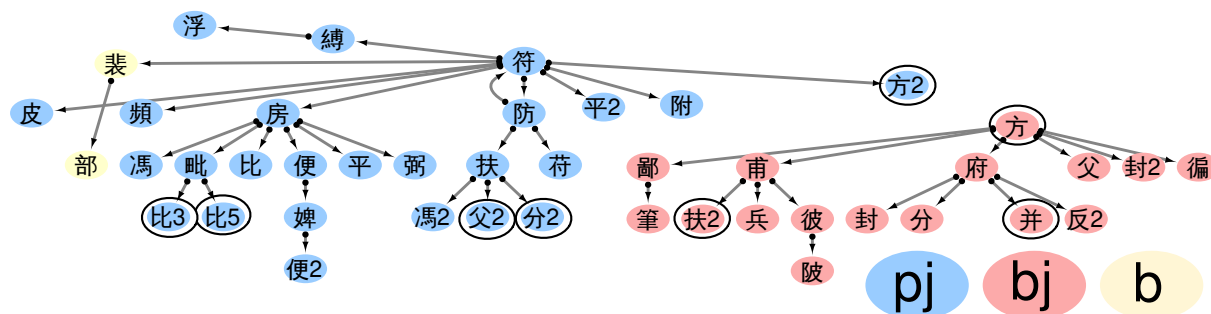 浮 縛
裴 符 方2
皮 頻 房 防 平2 附 方
部 馮 毗 比 便 平 弼 扶 苻 鄙 甫 府 父 封2 徧
比3 比5 婢 馮2 父2 分2 筆 扶2 兵 彼 封 分 并 反2
便2 陂
pj bj b